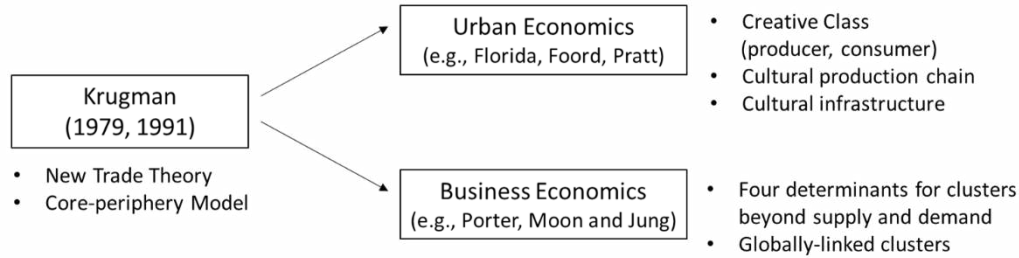 Krugman
(1979, 1991)
• New Trade Theory
• Core-periphery Model
Urban Economics
(e.g., Florida, Foord, Pratt)
• Creative Class
(producer, consumer)
• Cultural production chain
• Cultural infrastructure
Business Economics
(e.g., Porter, Moon and Jung)
• Four determinants for clusters
beyond supply and demand
• Globally-linked clusters